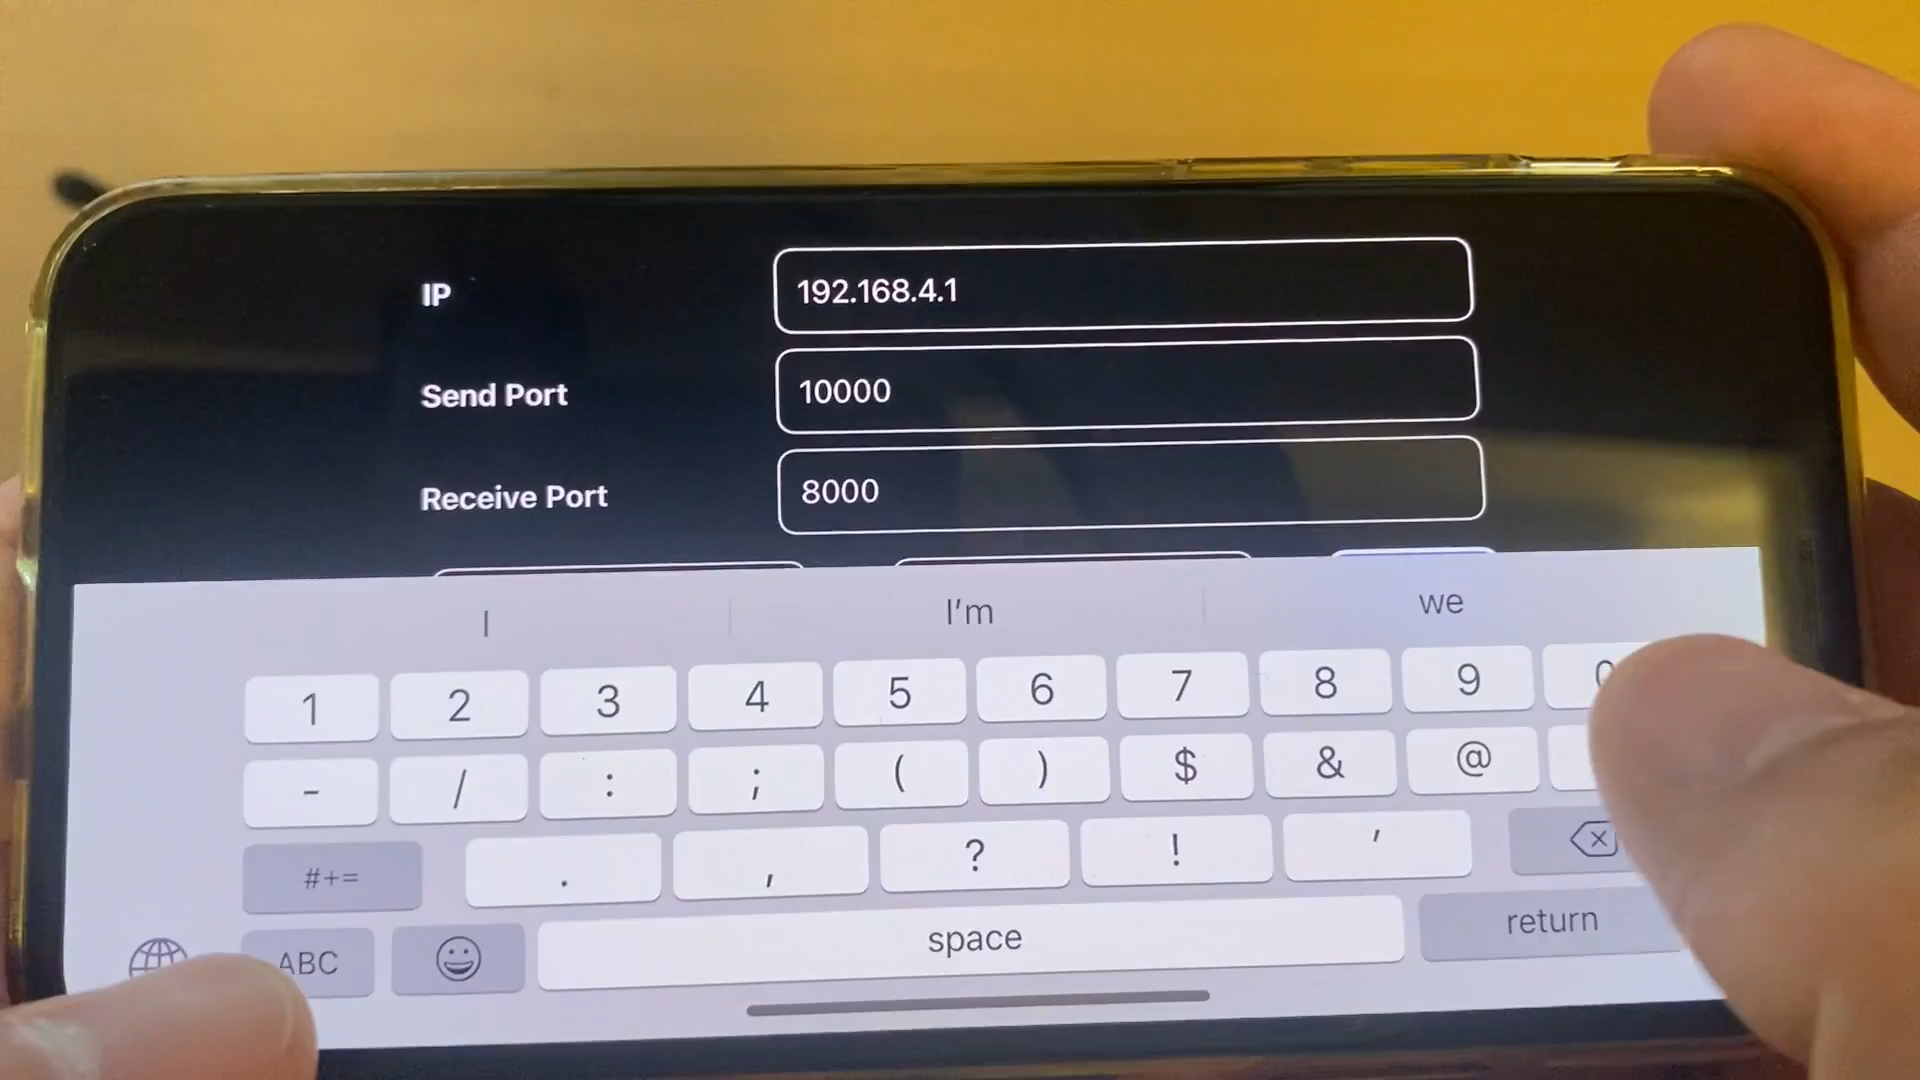 IP 192.168.4.1
Send Port 10000
Receive Port 8000
I I'm we
1 2 3 4 5 6 7 8 9 0
- / : ; ( ) $ & @
#+= . , ? ! '
ABC space return